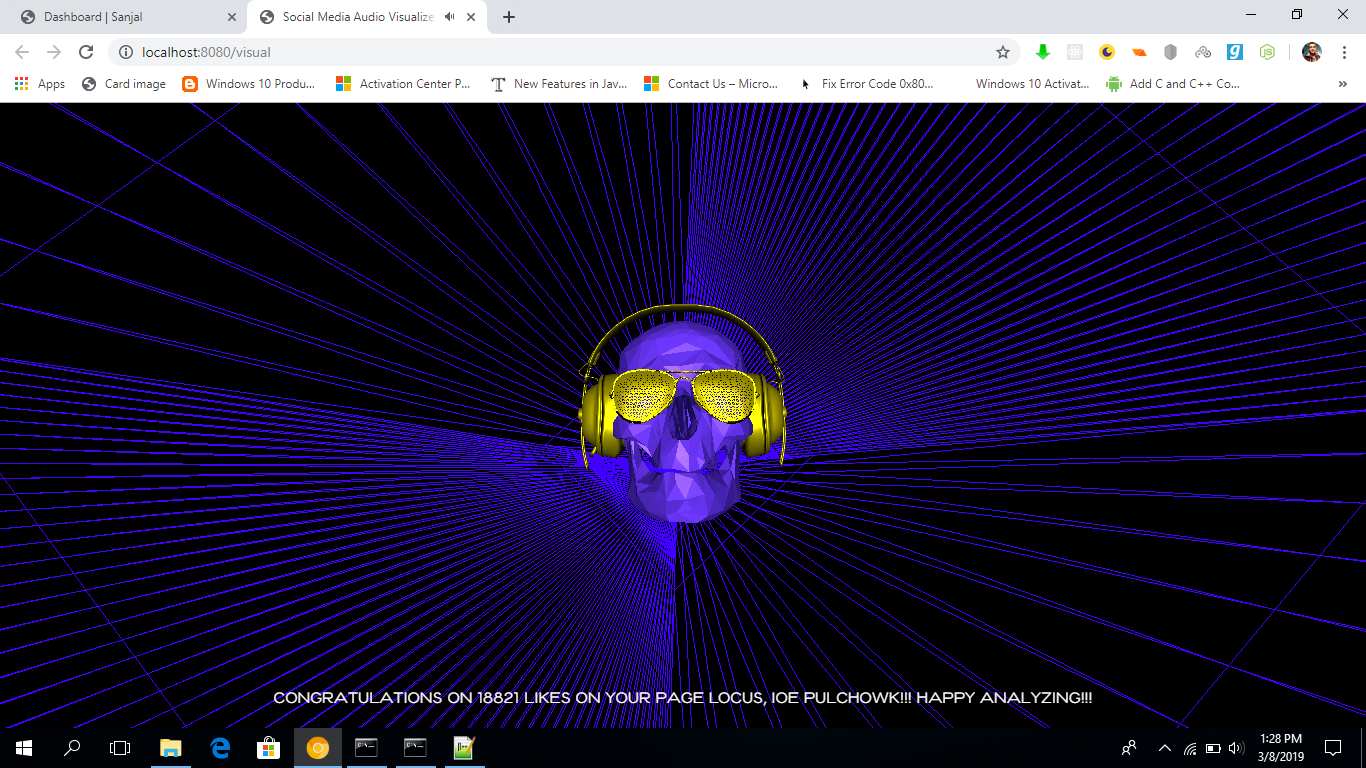 Dashboard | Sanjal
Social Media Audio Visualize
localhost:8080/visual
Apps
Card image
Windows 10 Produ...
Activation Center P...
New Features in Jav...
Contact Us – Micro...
Fix Error Code 0x80...
Windows 10 Activat...
Add C and C++ Co...
CONGRATULATIONS ON 18821 LIKES ON YOUR PAGE LOCUS, IOE PULCHOWK!!! HAPPY ANALYZING!!!
1:28 PM
3/8/2019